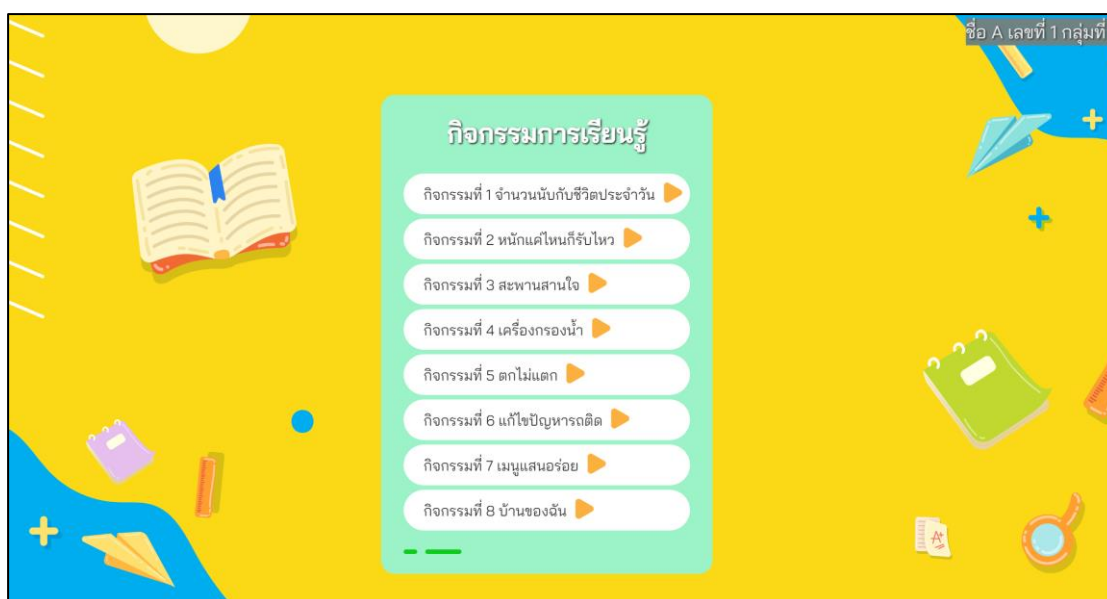 ชื่อ A เลขที่ 1 กลุ่มที่
กิจกรรมการเรียนรู้
กิจกรรมที่ 1 จำนวนนับกับชีวิตประจำวัน
กิจกรรมที่ 2 หนักแค่ไหนก็รับไหว
กิจกรรมที่ 3 สะพานสานใจ
กิจกรรมที่ 4 เครื่องกรองน้ำ
กิจกรรมที่ 5 ตกไม่แตก
กิจกรรมที่ 6 แก้ไขปัญหารถติด
กิจกรรมที่ 7 เมนูแสนอร่อย
กิจกรรมที่ 8 บ้านของฉัน
A+